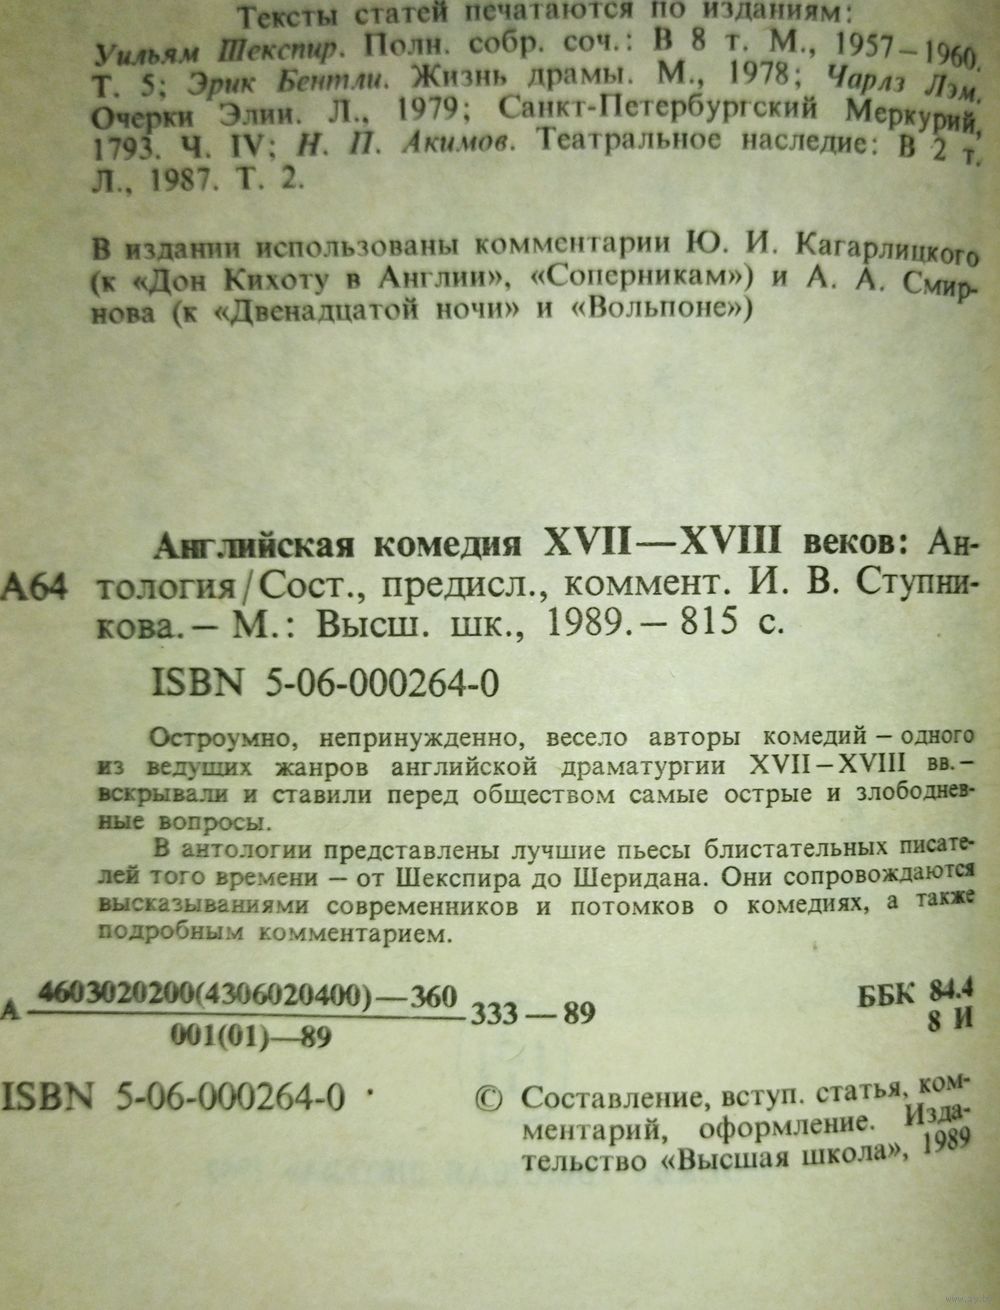 Тексты статей печатаются по изданиям:
Уильям Шекспир. Полн. собр. соч.: В 8 т. М., 1957–1960.
Т. 5; Эрик Бентли. Жизнь драмы. М., 1978; Чарлз Лэм.
Очерки Элии. Л., 1979; Санкт-Петербургский Меркурий,
1793. Ч. IV; Н. П. Акимов. Театральное наследие: В 2 т.
Л., 1987. Т. 2.
В издании использованы комментарии Ю. И. Кагарлицкого
(к «Дон Кихоту в Англии», «Соперникам») и А. А. Смир-
нова (к «Двенадцатой ночи» и «Вольпоне»)
Английская комедия XVII—XVIII веков: Ан-
А64 тология/Сост., предисл., коммент. И. В. Ступни-
кова.— М.: Высш. шк., 1989.— 815 с.
ISBN 5-06-000264-0
Остроумно, непринужденно, весело авторы комедий – одного
из ведущих жанров английской драматургии XVII–XVIII вв.–
вскрывали и ставили перед обществом самые острые и злободнев-
ные вопросы.
В антологии представлены лучшие пьесы блистательных писате-
лей того времени – от Шекспира до Шеридана. Они сопровождаются
высказываниями современников и потомков о комедиях, а также
подробным комментарием.
А 4603020200(4306020400)—360 333—89
001(01)—89
ББК 84.4
8 И
ISBN 5-06-000264-0
© Составление, вступ. статья, ком-
ментарий, оформление. Изда-
тельство «Высшая школа», 1989